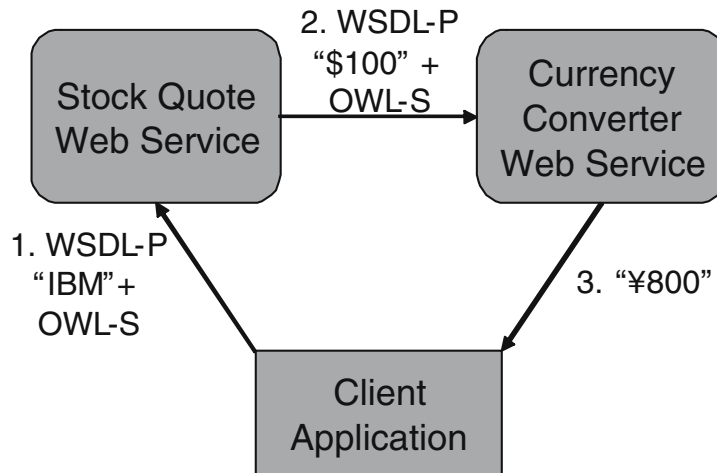 2. WSDL-P
“$100” +
OWL-S
Stock Quote
Web Service
Currency
Converter
Web Service
1. WSDL-P
“IBM”+
OWL-S
3. “¥800”
Client
Application